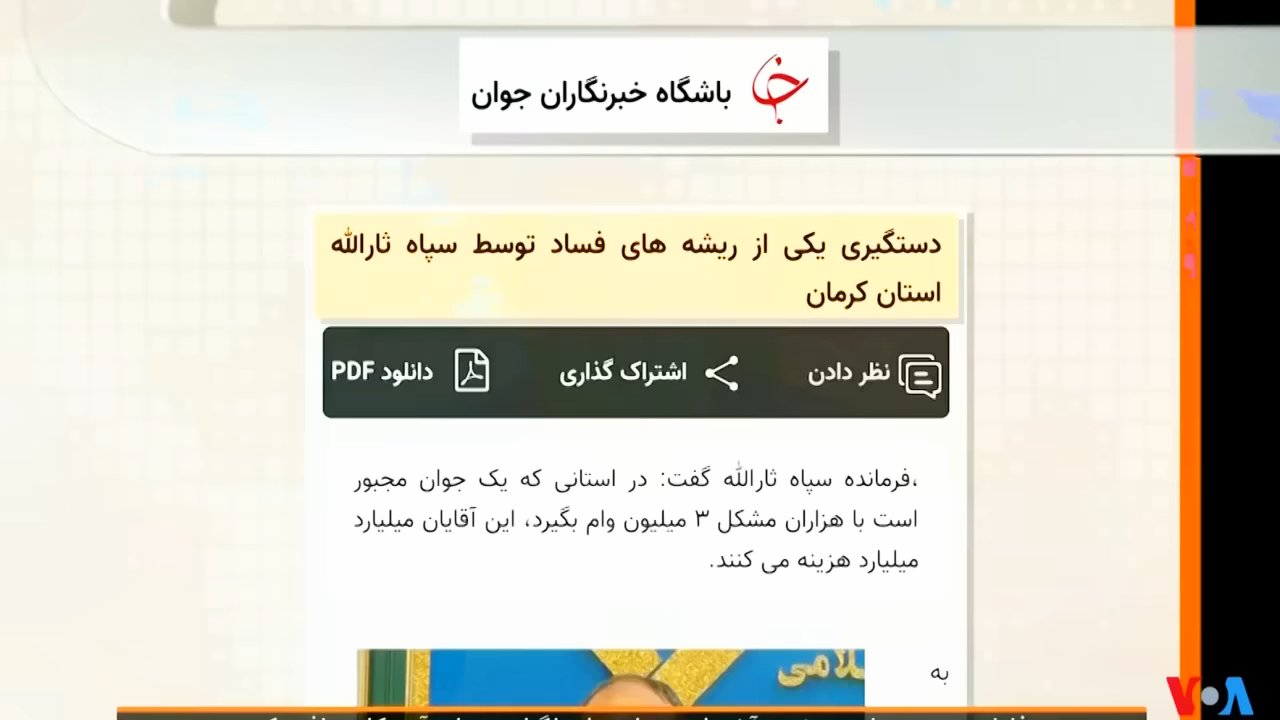 باشگاه خبرنگاران جوان
دستگیری یکی از ریشه های فساد توسط سپاه ثارالله
استان کرمان
نظر دادن
اشتراک گذاری
دانلود PDF
،فرمانده سپاه ثارالله گفت: در استانی که یک جوان مجبور
است با هزاران مشکل ۳ میلیون وام بگیرد، این آقایان میلیارد
میلیارد هزینه می کنند.
به
VOA